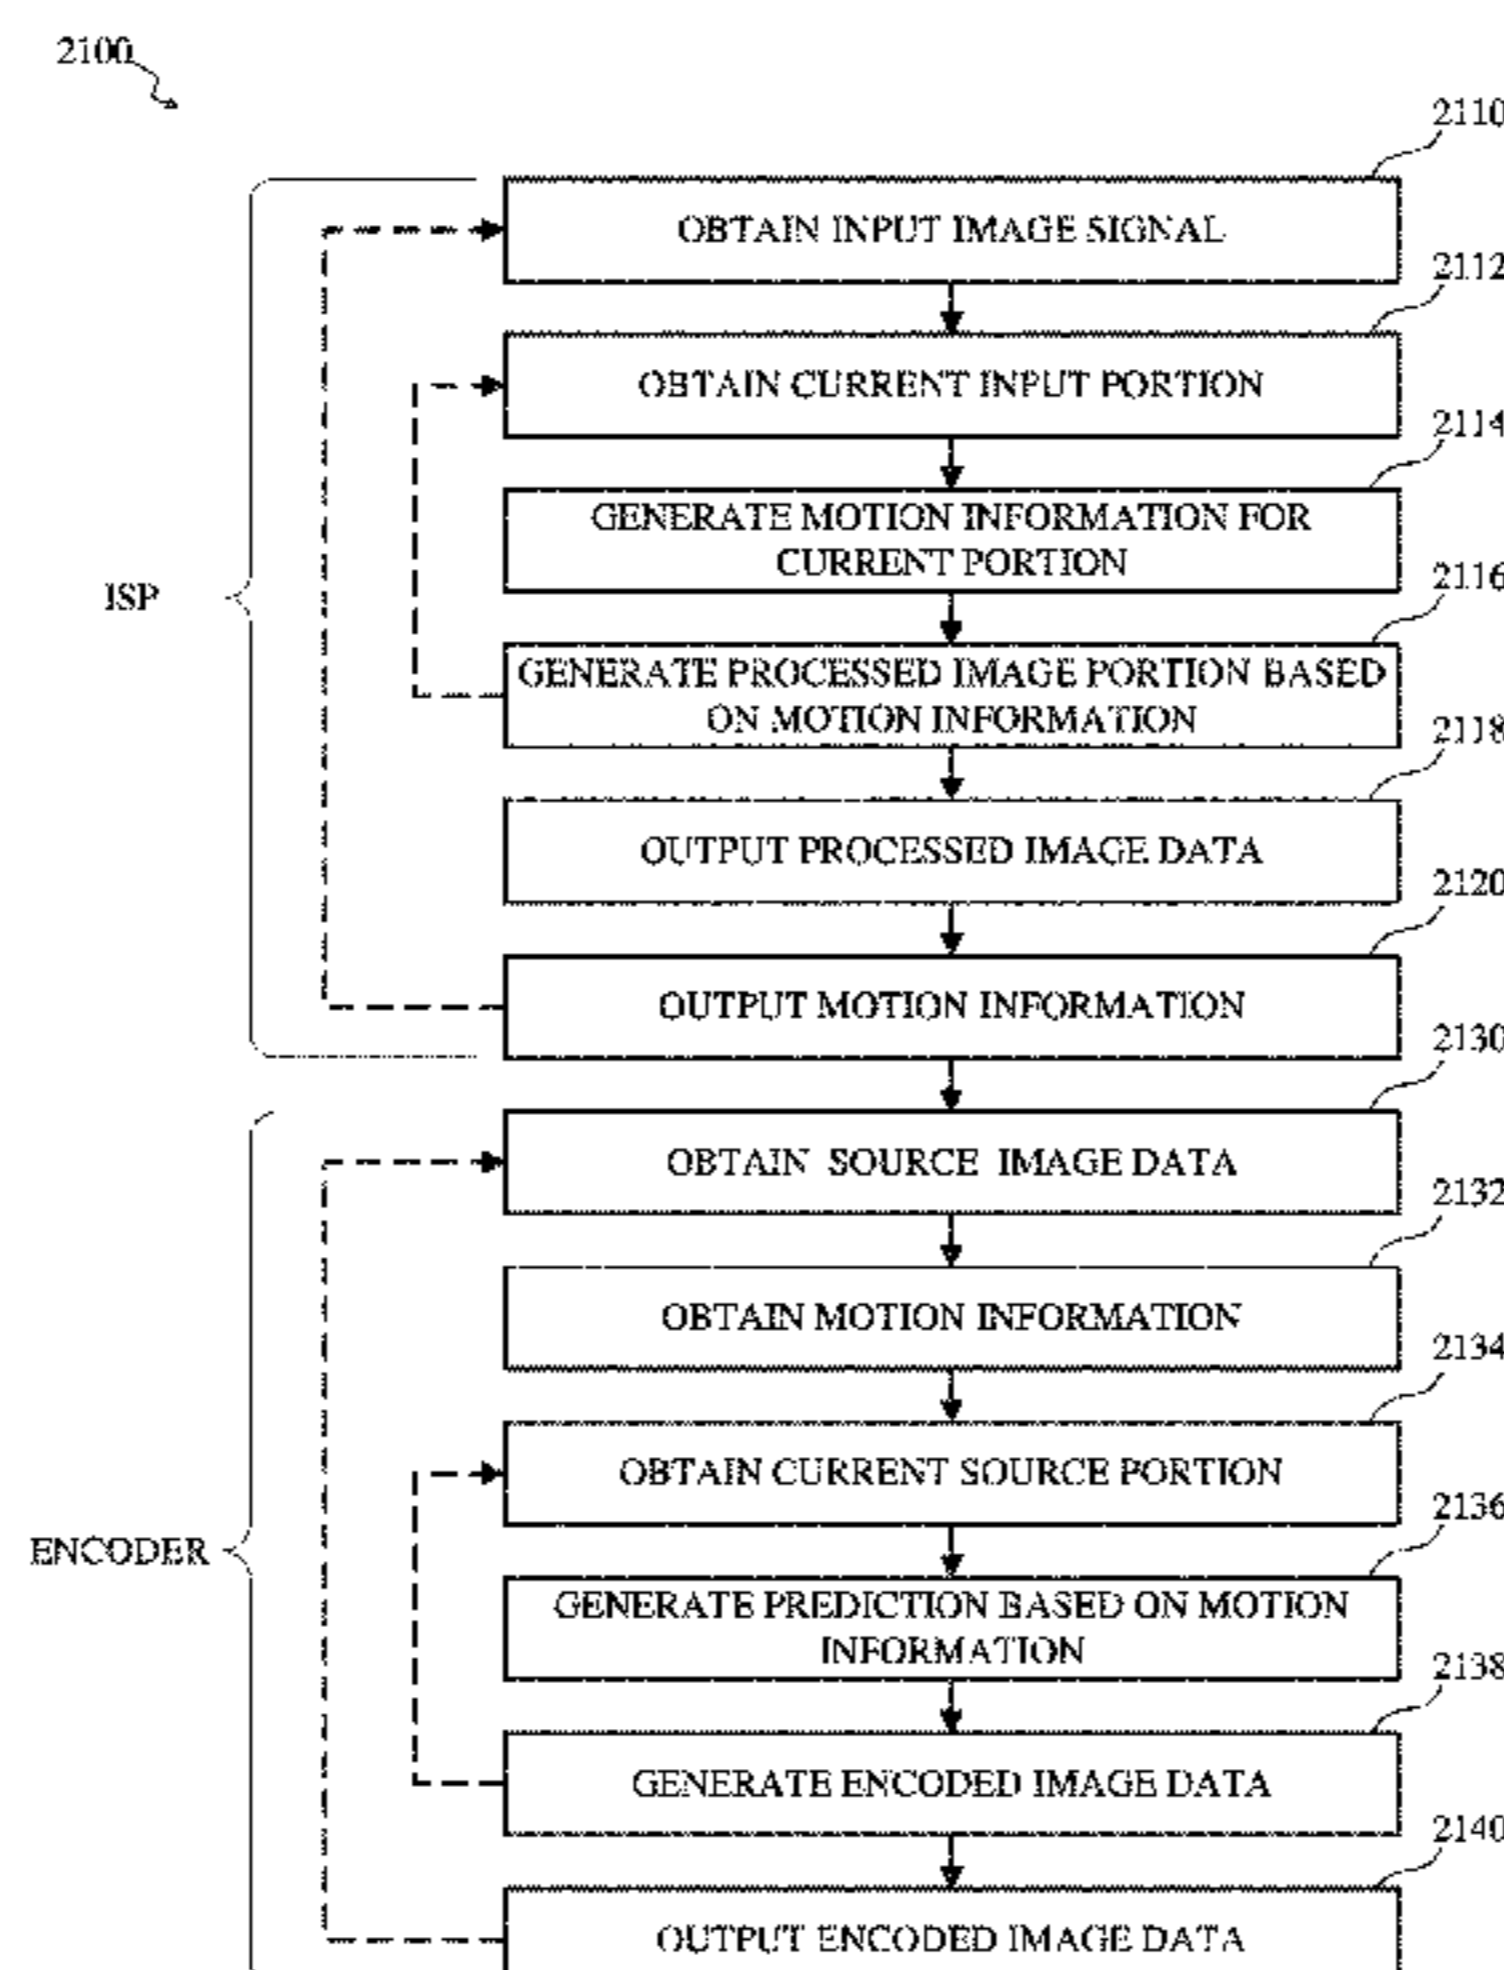 2100
2110
OBTAIN INPUT IMAGE SIGNAL
2112
OBTAIN CURRENT INPUT PORTION
2114
GENERATE MOTION INFORMATION FOR
CURRENT PORTION
2116
ISP
GENERATE PROCESSED IMAGE PORTION BASED
ON MOTION INFORMATION
2118
OUTPUT PROCESSED IMAGE DATA
2120
OUTPUT MOTION INFORMATION
2130
OBTAIN SOURCE IMAGE DATA
2132
OBTAIN MOTION INFORMATION
2134
OBTAIN CURRENT SOURCE PORTION
2136
ENCODER
GENERATE PREDICTION BASED ON MOTION
INFORMATION
2138
GENERATE ENCODED IMAGE DATA
2140
OUTPUT ENCODED IMAGE DATA